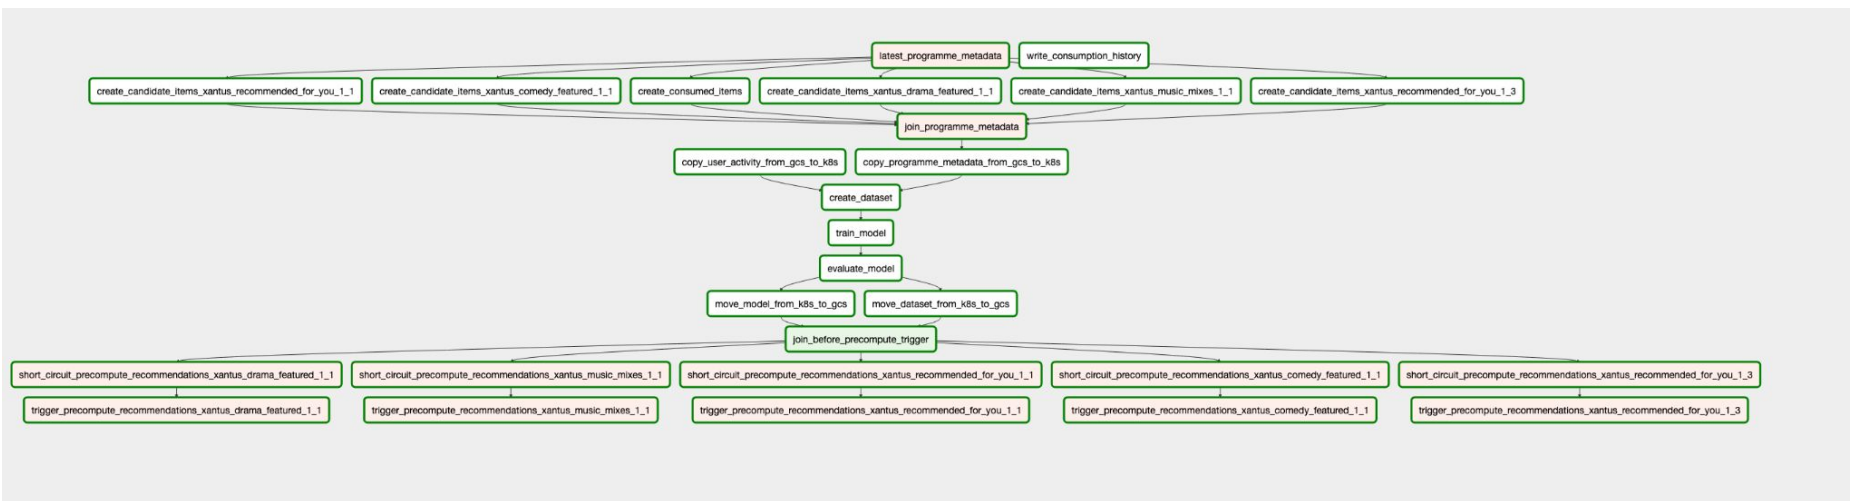 latest_programme_metadata write_consumption_history
create_candidate_items_xantus_recommended_for_you_1_1 create_candidate_items_xantus_comedy_featured_1_1 create_consumed_items create_candidate_items_xantus_drama_featured_1_1 create_candidate_items_xantus_music_mixes_1_1 create_candidate_items_xantus_recommended_for_you_1_3
join_programme_metadata
copy_user_activity_from_gcs_to_k8s copy_programme_metadata_from_gcs_to_k8s
create_dataset
train_model
evaluate_model
move_model_from_k8s_to_gcs move_dataset_from_k8s_to_gcs
join_before_precompute_trigger
short_circuit_precompute_recommendations_xantus_drama_featured_1_1 short_circuit_precompute_recommendations_xantus_music_mixes_1_1 short_circuit_precompute_recommendations_xantus_recommended_for_you_1_1 short_circuit_precompute_recommendations_xantus_comedy_featured_1_1 short_circuit_precompute_recommendations_xantus_recommended_for_you_1_3
trigger_precompute_recommendations_xantus_drama_featured_1_1 trigger_precompute_recommendations_xantus_music_mixes_1_1 trigger_precompute_recommendations_xantus_recommended_for_you_1_1 trigger_precompute_recommendations_xantus_comedy_featured_1_1 trigger_precompute_recommendations_xantus_recommended_for_you_1_3